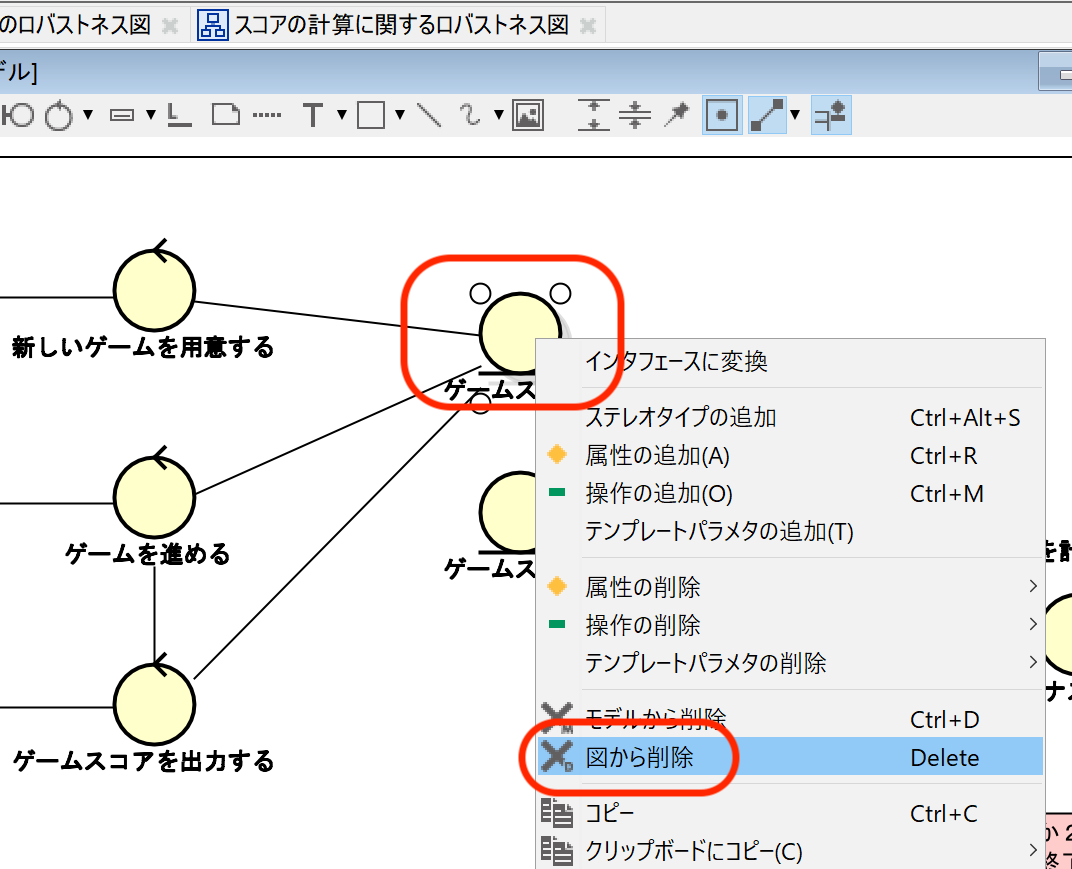 のロバストネス図
スコアの計算に関するロバストネス図
デル]
新しいゲームを用意する
ゲームス
インタフェースに変換
ステレオタイプの追加 Ctrl+Alt+S
属性の追加(A) Ctrl+R
操作の追加(O) Ctrl+M
テンプレートパラメタの追加(T)
ゲームを進める
ゲームス
属性の削除
操作の削除
テンプレートパラメタの削除
モデルから削除 Ctrl+D
図から削除 Delete
ゲームスコアを出力する
コピー Ctrl+C
クリップボードにコピー(C)
を計
ナス
か 2
終了